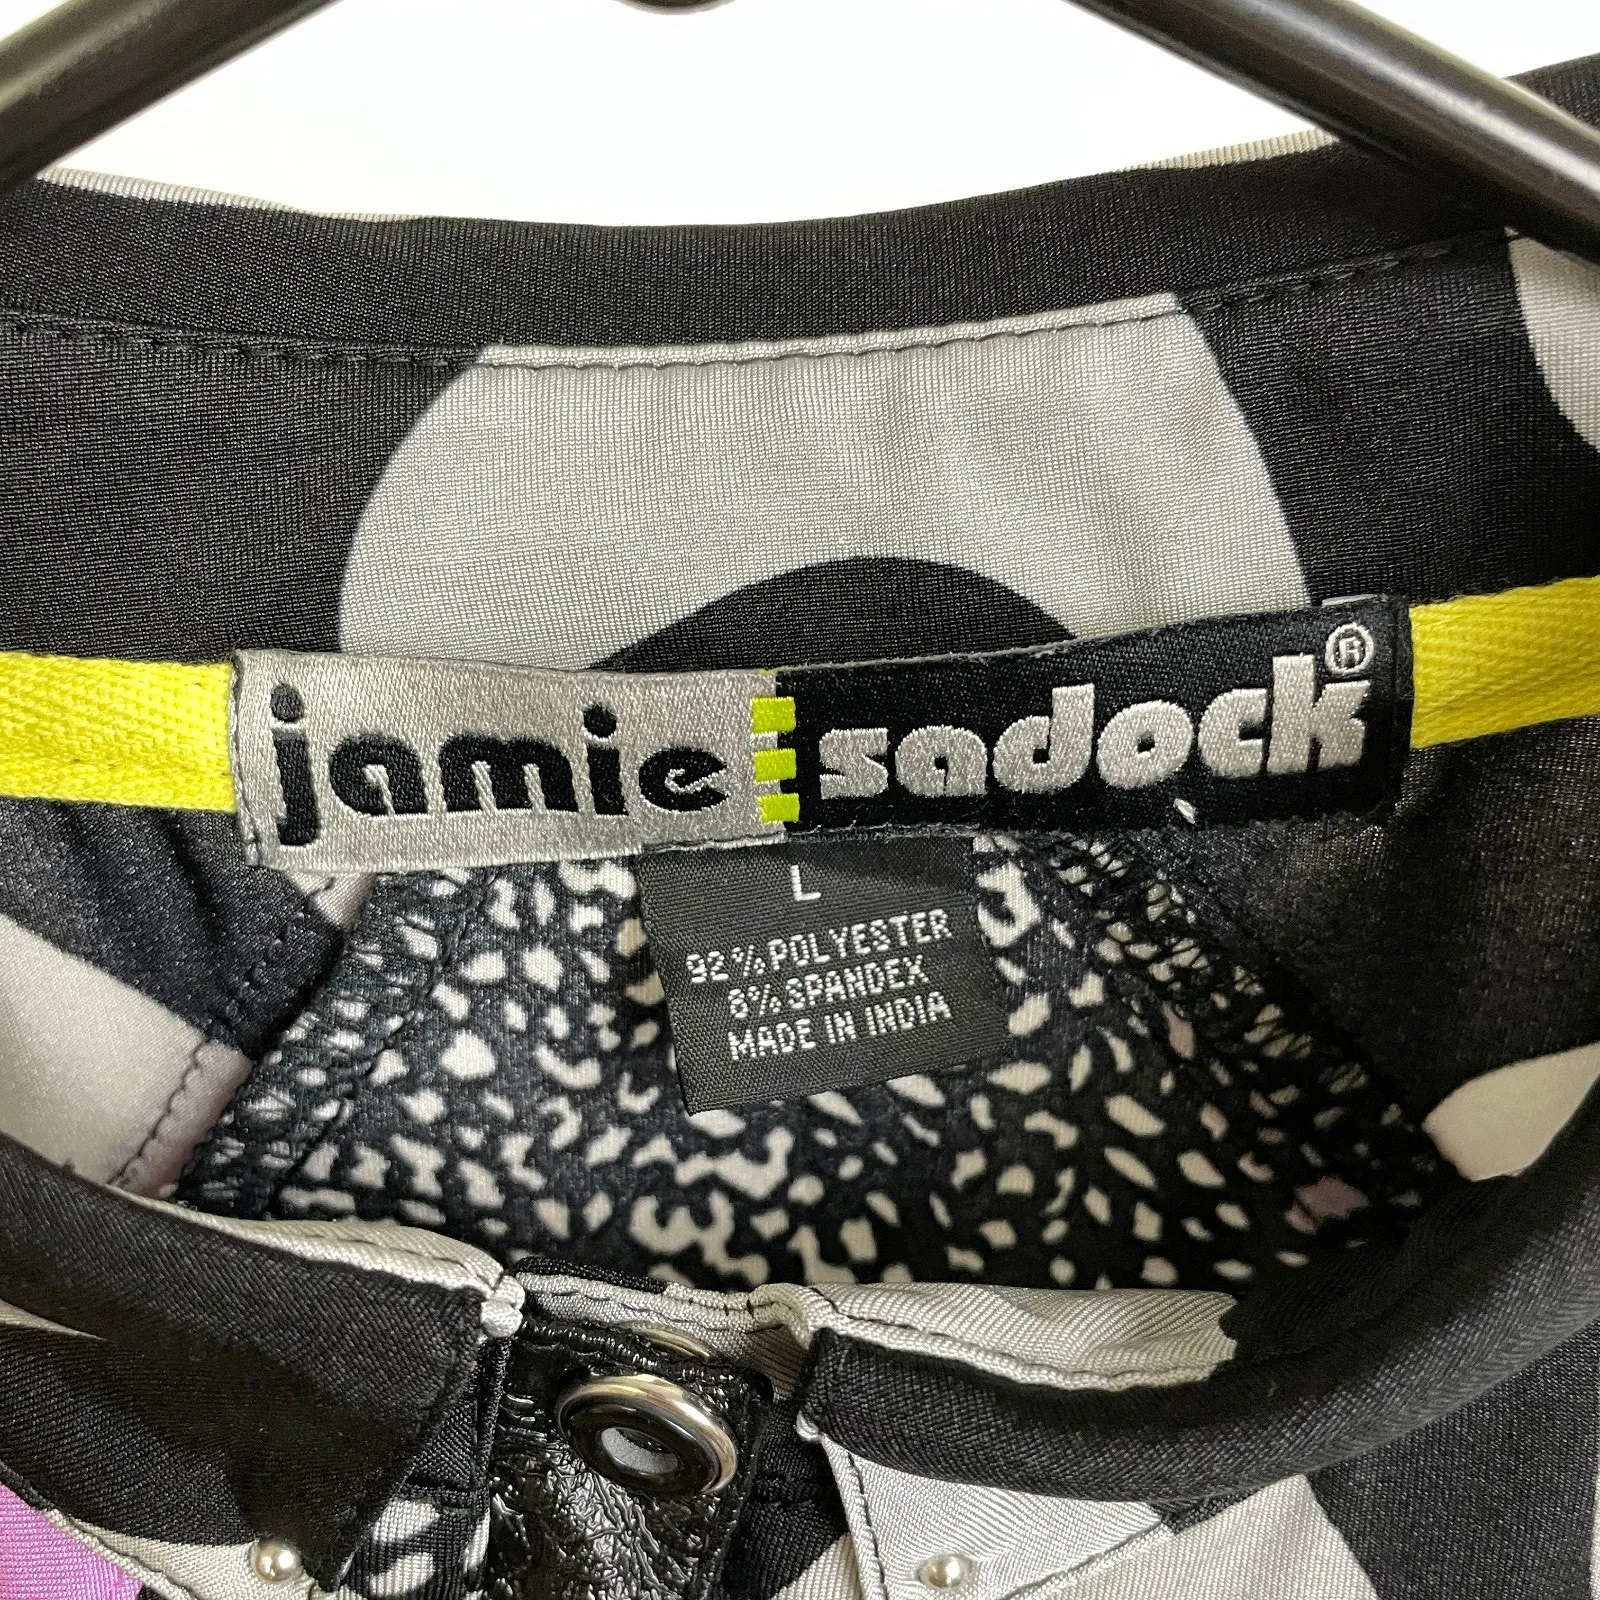 jamie sadock®
L
92% POLYESTER
8% SPANDEX
MADE IN INDIA